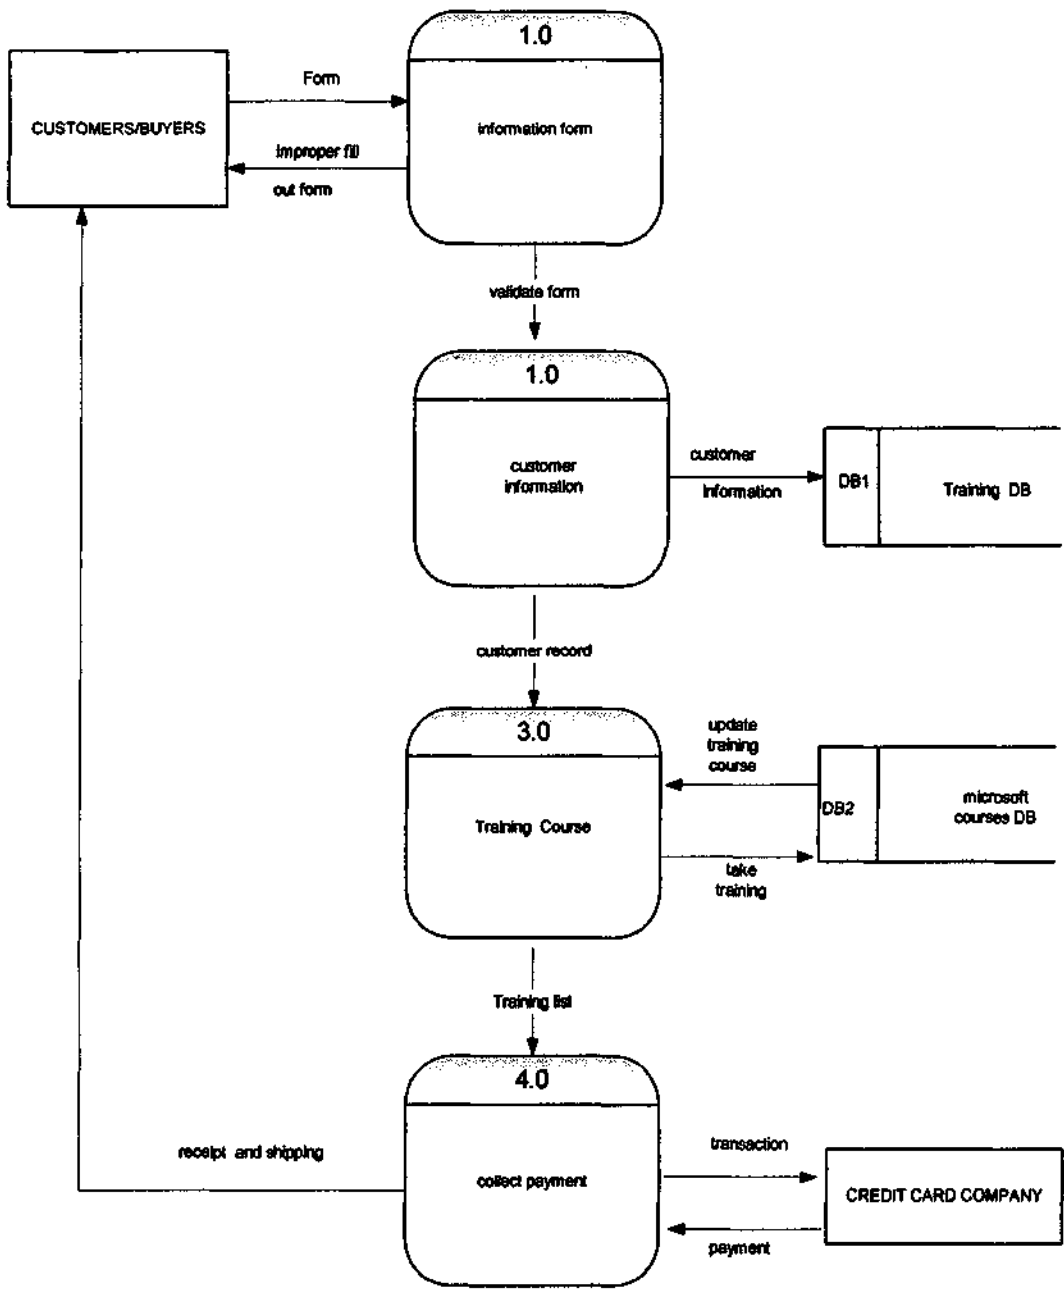 1.0
Form
CUSTOMERS/BUYERS
information form
improper fill
out form
validate form
1.0
customer
information
customer
information
DB1
Training DB
customer record
3.0
update
training
course
Training Course
DB2
microsoft
courses DB
take
training
Training list
4.0
receipt and shipping
collect payment
transaction
CREDIT CARD COMPANY
payment